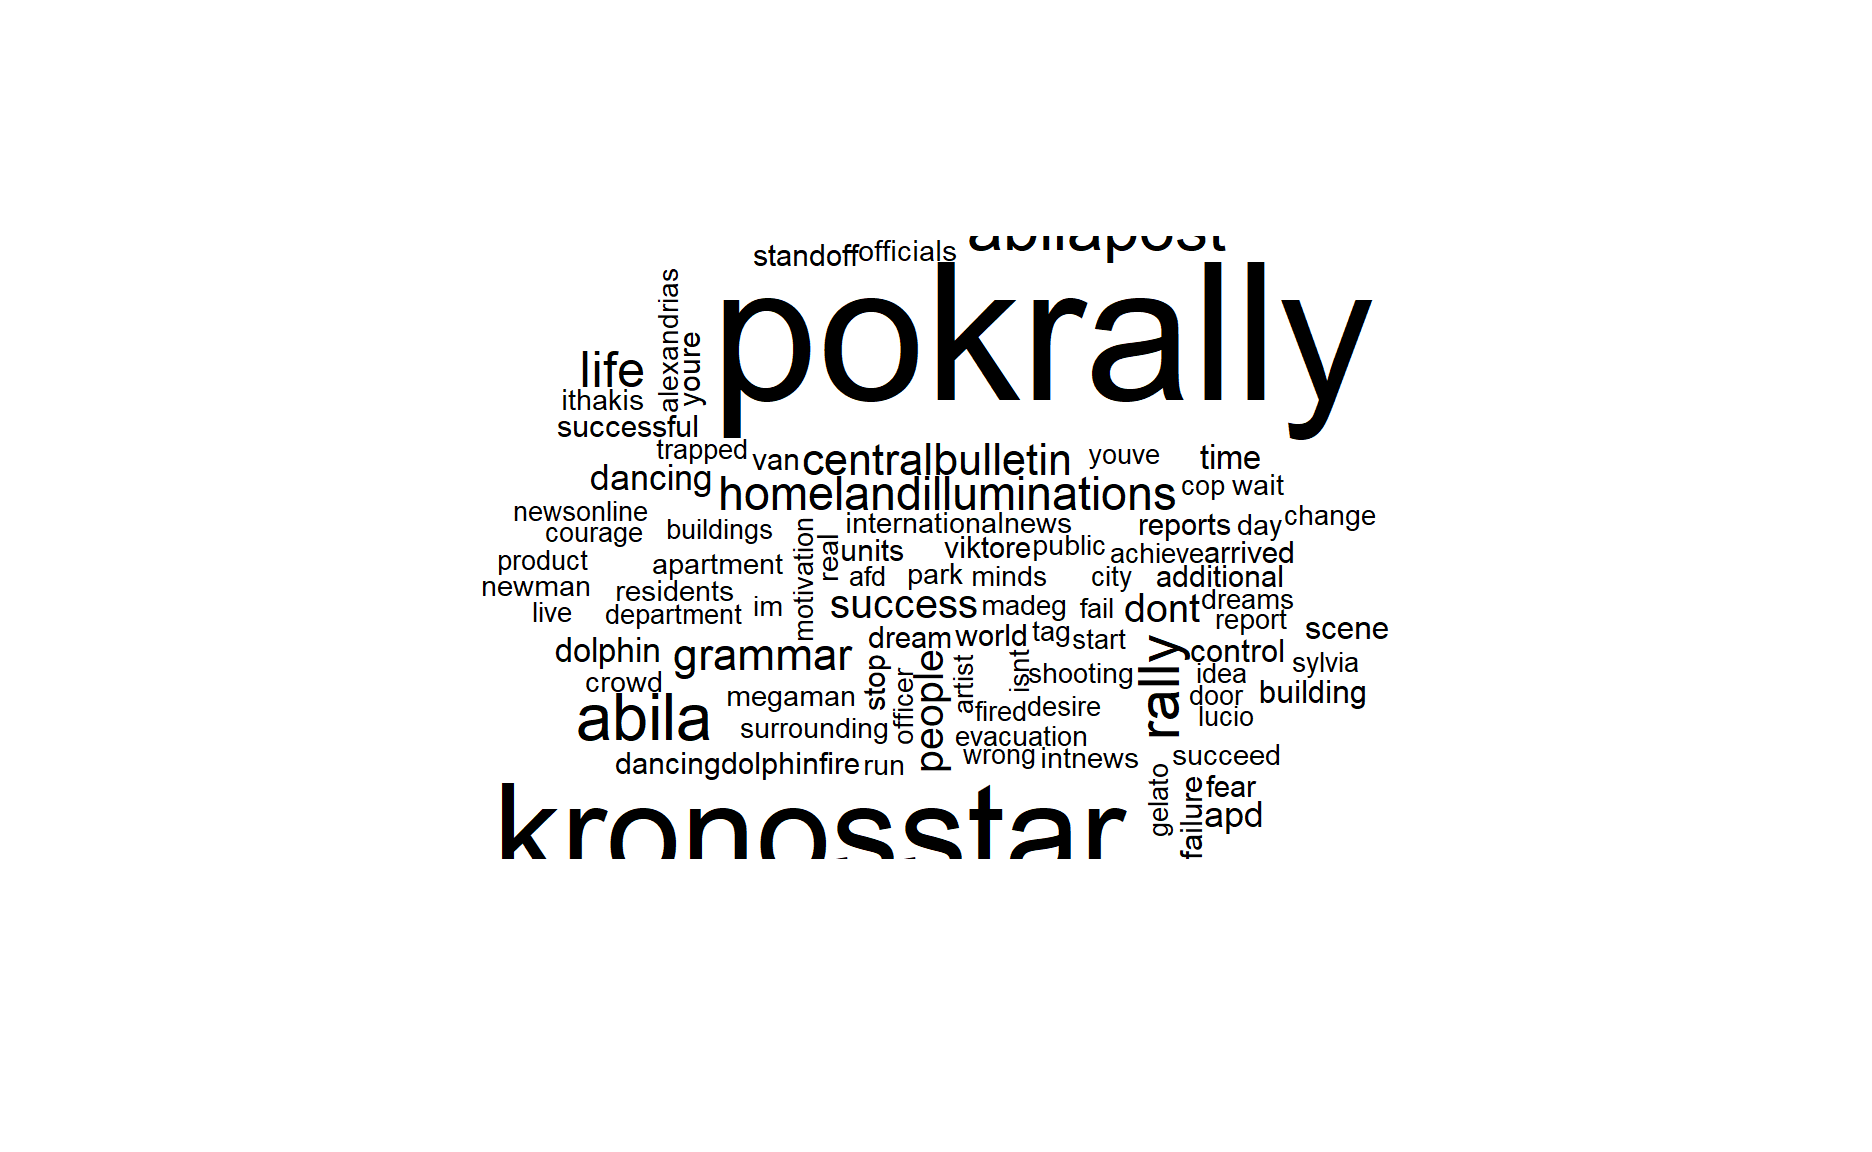 abilapost
standoff officials
pokrally
alexandrias
youre
life
ithakis
successful
trapped van centralbulletin youve time
dancing homelandilluminations cop wait
newsonline internationalnews reports day change
courage buildings
motivation
real
units viktore public achieve arrived
product apartment
afd park minds city additional
newman residents
live department im success madeg fail dont dreams
report
scene
dream world tag start
rally
control
dolphin grammar
stop
officer
people
artist
isnt
shooting idea sylvia
crowd megaman door building
abila fired desire lucio
surrounding evacuation
dancingdolphinfire run wrong intnews succeed
gelato
failure
fear
apd
kronosstar